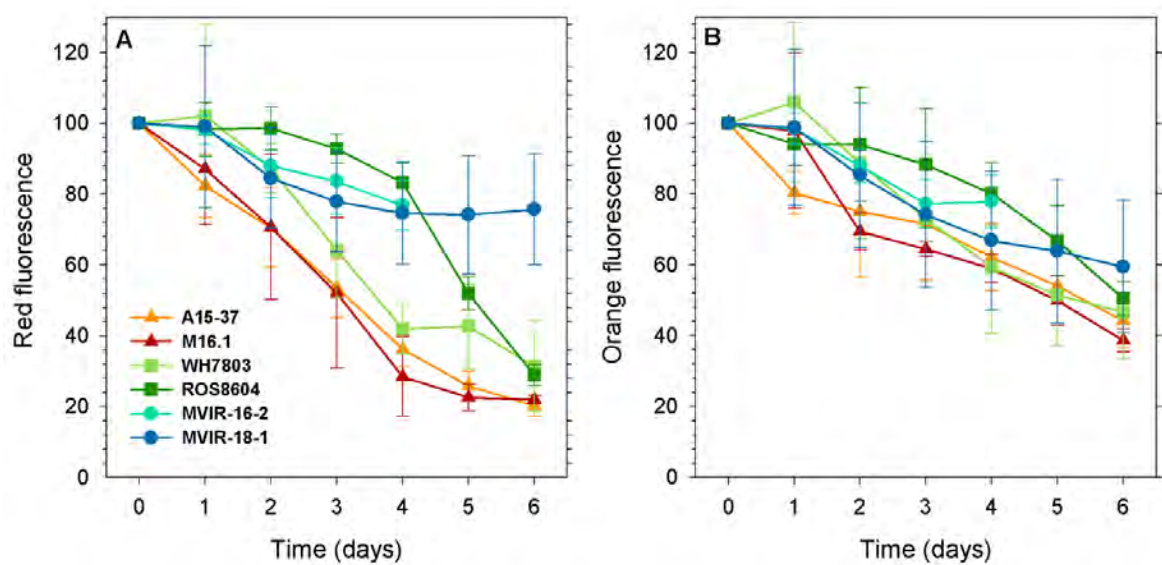 A
Red fluorescence
120
100
80
60
40
20
0
A15-37
M16.1
WH7803
ROS8604
MVIR-16-2
MVIR-18-1
0 1 2 3 4 5 6
Time (days)
B
Orange fluorescence
120
100
80
60
40
20
0
0 1 2 3 4 5 6
Time (days)